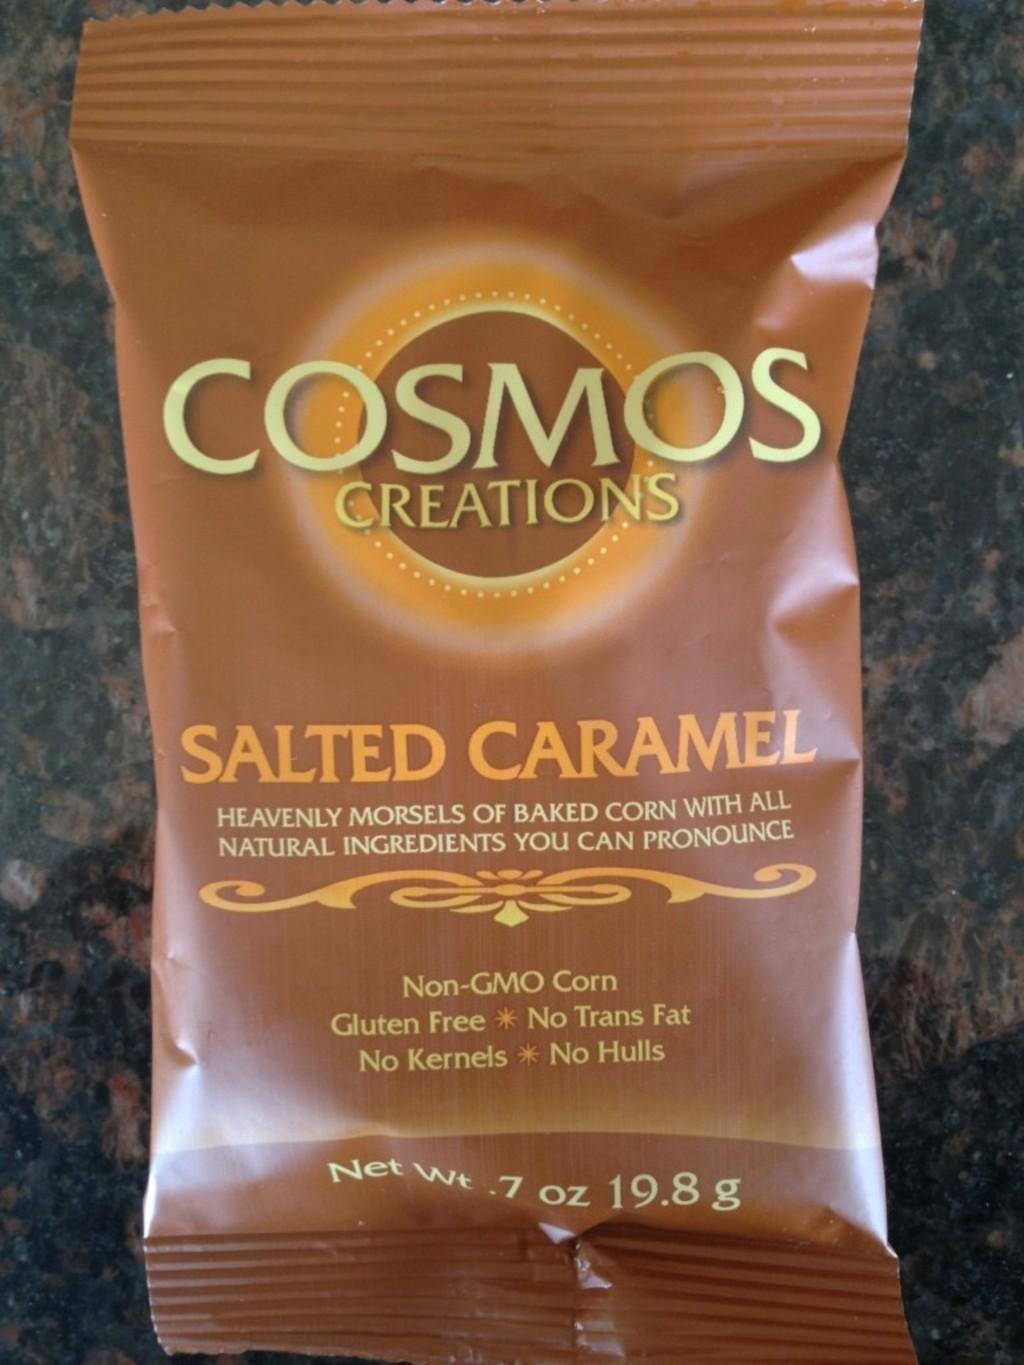 COSMOS
CREATIONS
SALTED CARAMEL
HEAVENLY MORSELS OF BAKED CORN WITH ALL
NATURAL INGREDIENTS YOU CAN PRONOUNCE
Non-GMO Corn
Gluten Free * No Trans Fat
No Kernels * No Hulls
Net Wt .7 oz 19.8 g